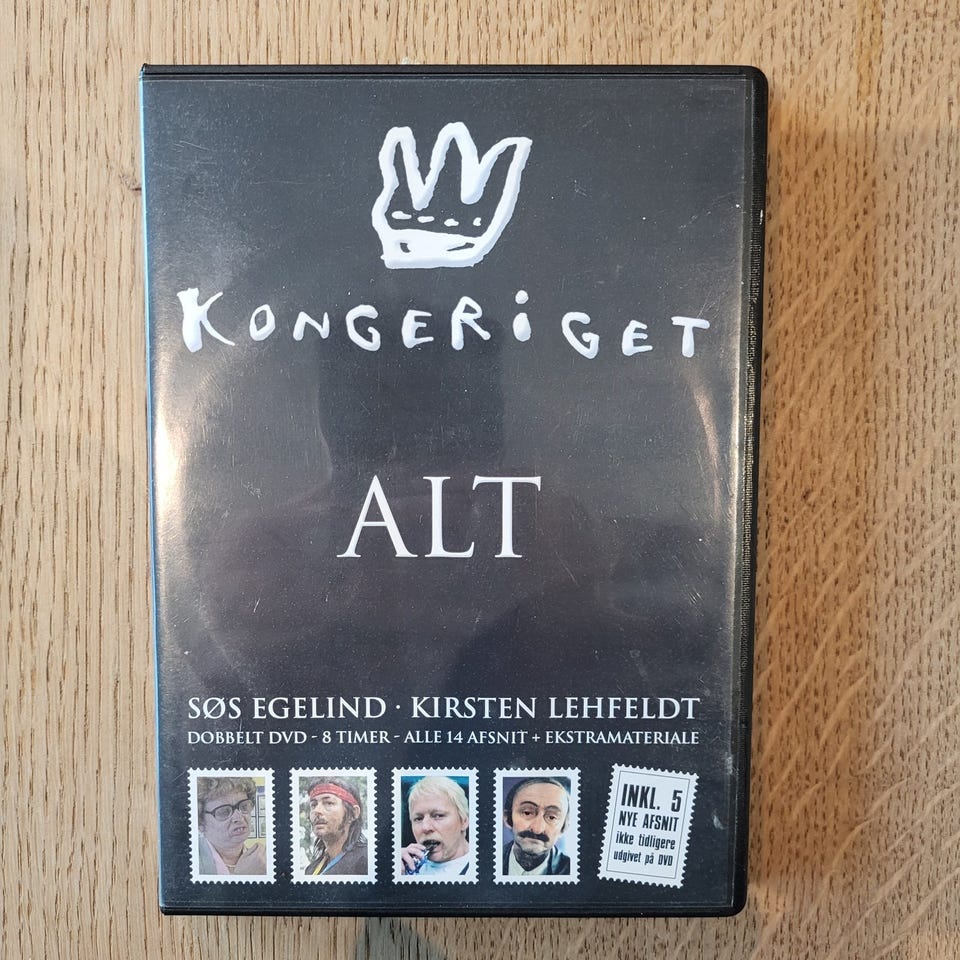 KONGERiGET
ALT
SØS EGELIND · KIRSTEN LEHFELDT
DOBBELT DVD - 8 TIMER - ALLE 14 AFSNIT + EKSTRAMATERIALE
INKL. 5
NYE AFSNIT
ikke tidligere
udgivet på DVD